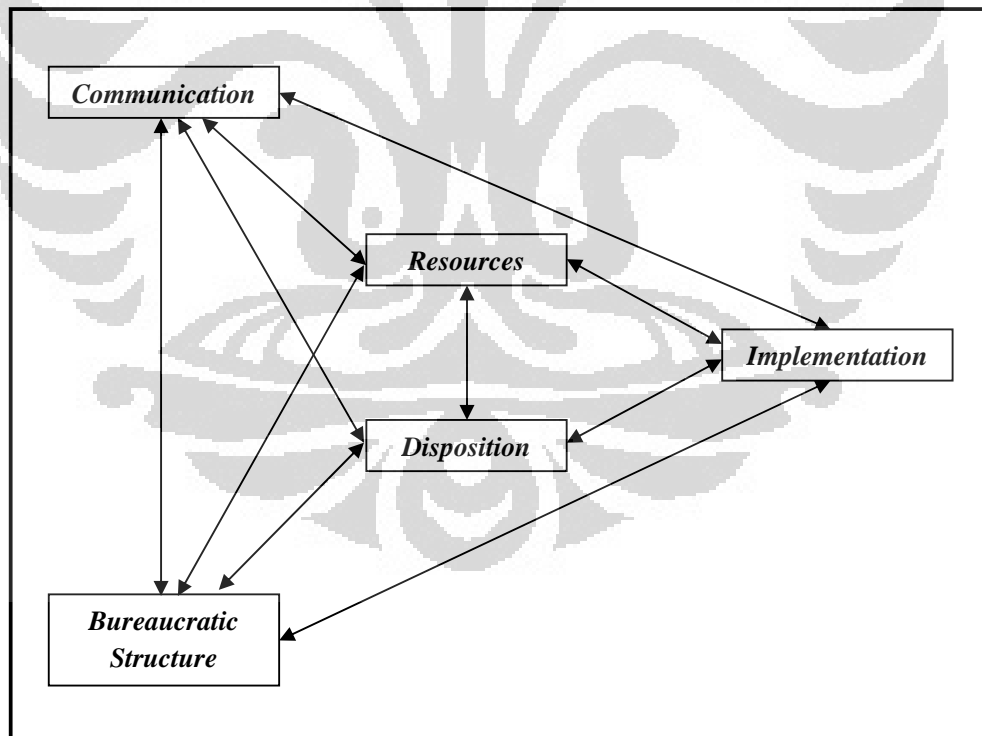 Communication
Resources
Implementation
Disposition
Bureaucratic
Structure